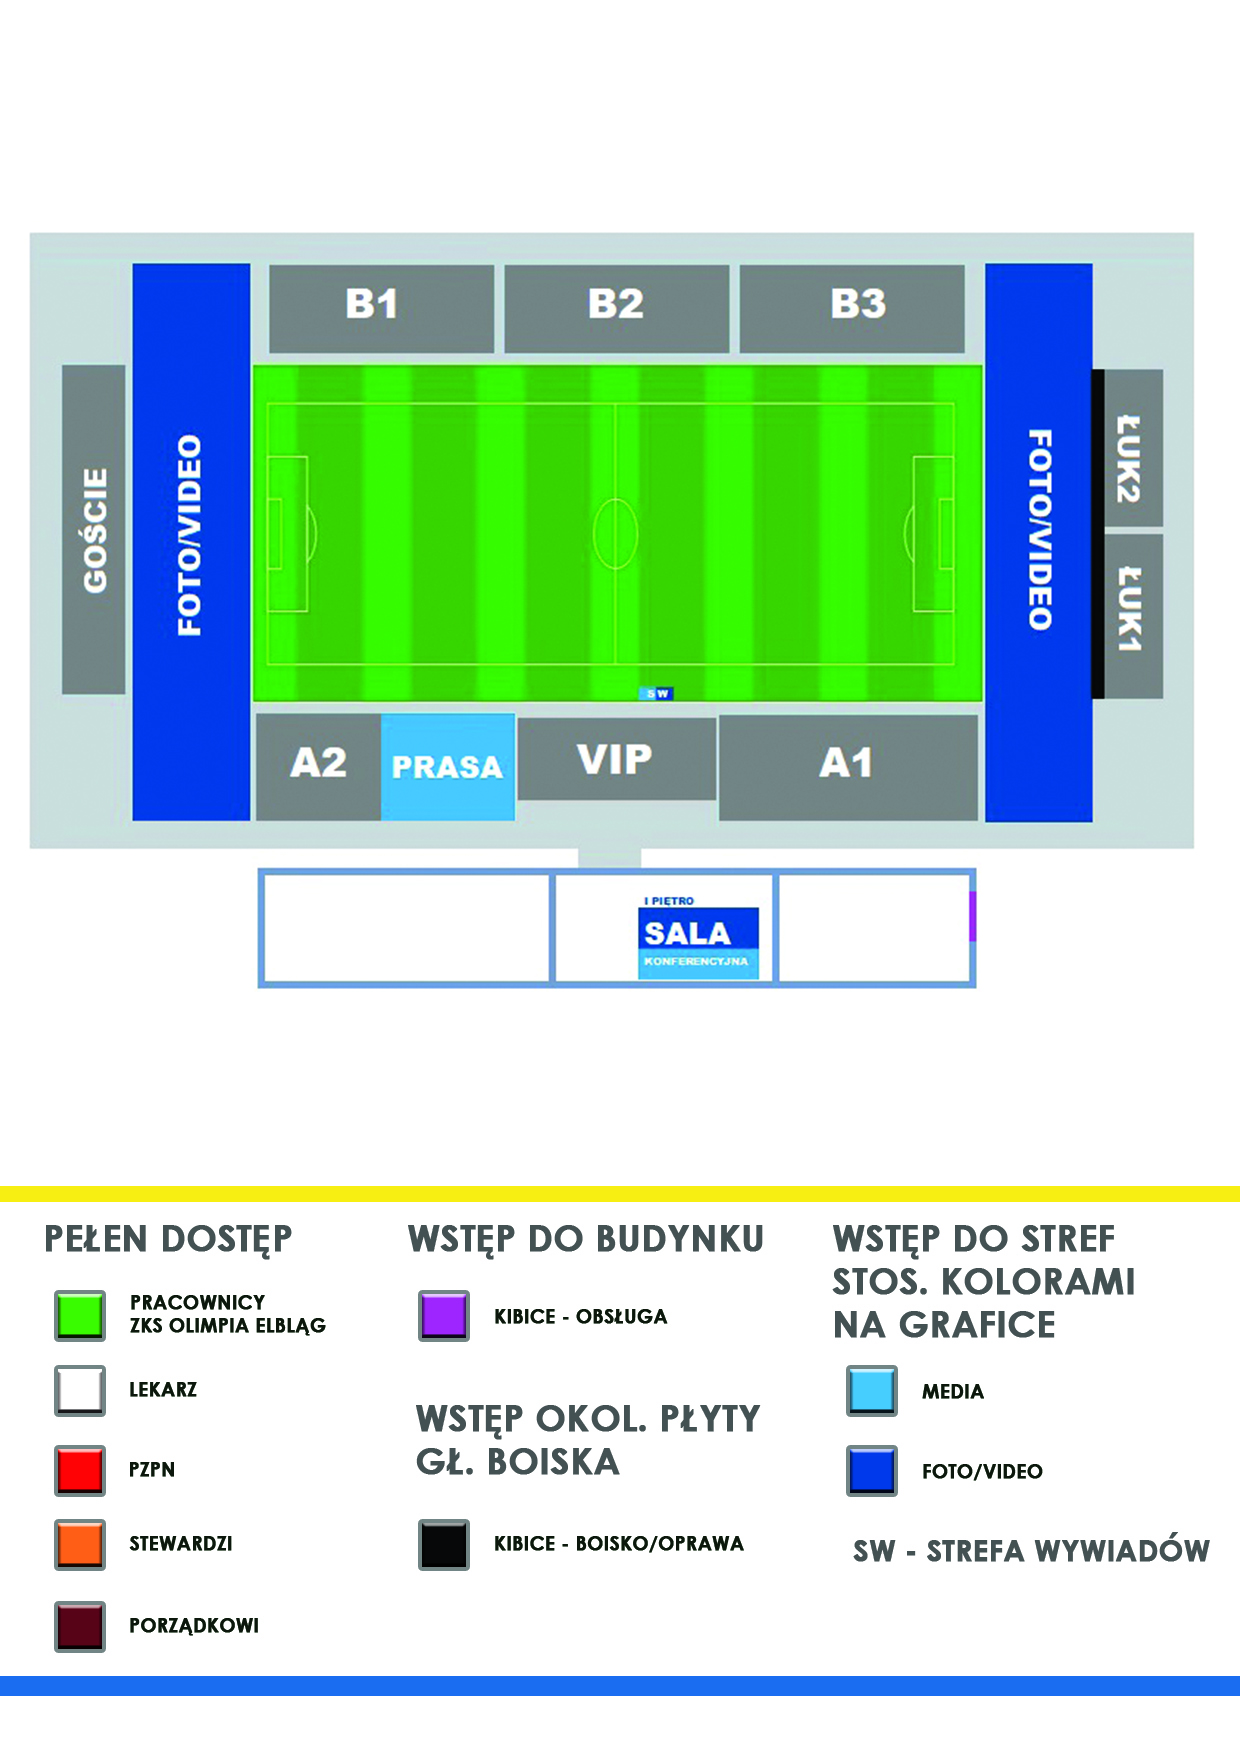 B1
B2
B3
GOŚCIE
FOTO/VIDEO
FOTO/VIDEO
ŁUK2
ŁUK1
SW
A2
PRASA
VIP
A1
I PIĘTRO
SALA
KONFERENCYJNA
PEŁEN DOSTĘP
PRACOWNICY
ZKS OLIMPIA ELBLĄG
LEKARZ
PZPN
STEWARDZI
PORZĄDKOWI
WSTĘP DO BUDYNKU
KIBICE - OBSŁUGA
WSTĘP OKOL. PŁYTY
GŁ. BOISKA
KIBICE - BOISKO/OPRAWA
WSTĘP DO STREF
STOS. KOLORAMI
NA GRAFICE
MEDIA
FOTO/VIDEO
SW - STREFA WYWIADÓW